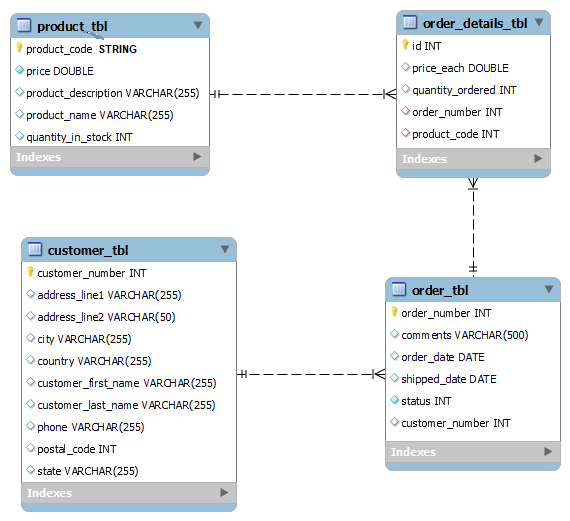 product_tbl
product_code STRING
price DOUBLE
product_description VARCHAR(255)
product_name VARCHAR(255)
quantity_in_stock INT
Indexes
order_details_tbl
id INT
price_each DOUBLE
quantity_ordered INT
order_number INT
product_code INT
Indexes
customer_tbl
customer_number INT
address_line1 VARCHAR(255)
address_line2 VARCHAR(50)
city VARCHAR(255)
country VARCHAR(255)
customer_first_name VARCHAR(255)
customer_last_name VARCHAR(255)
phone VARCHAR(255)
postal_code INT
state VARCHAR(255)
Indexes
order_tbl
order_number INT
comments VARCHAR(500)
order_date DATE
shipped_date DATE
status INT
customer_number INT
Indexes